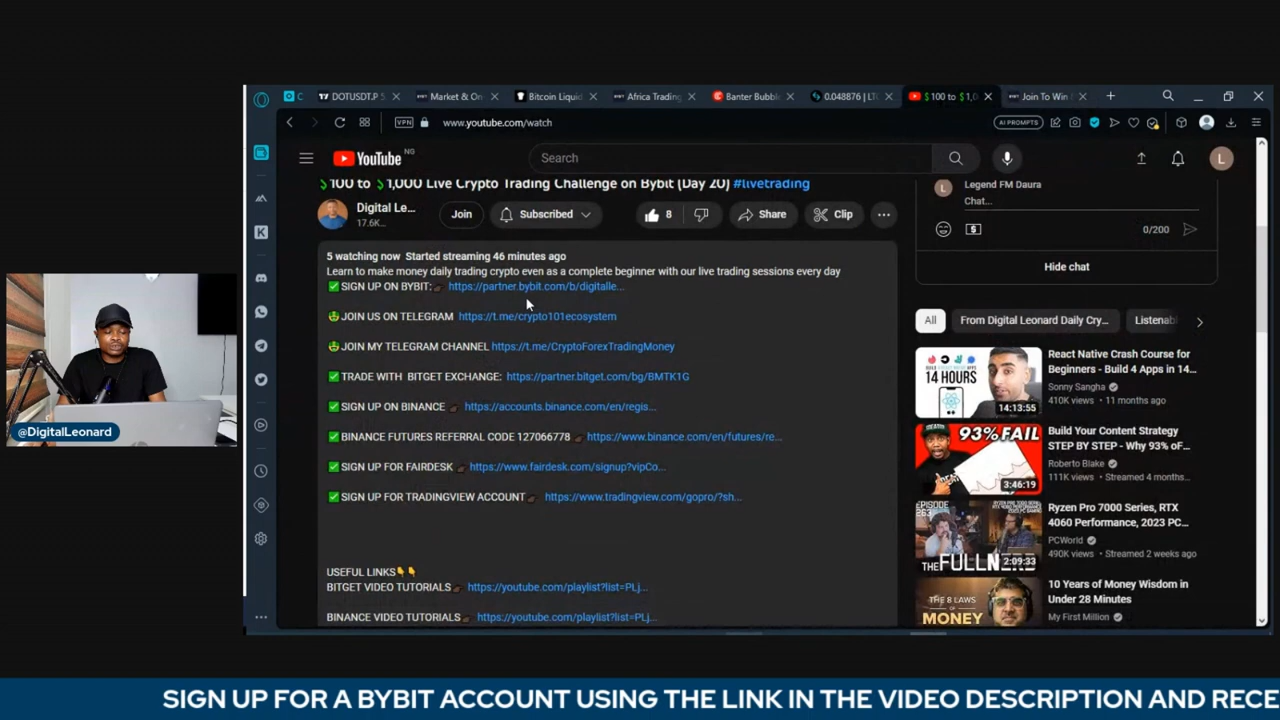 DOTUSDT.P
Market & On
Bitcoin Liquid
Africa Trading
Banter Bubbl
0.048876 | LT
$100 to $1,0
Join To Win
VPN
www.youtube.com/watch
AI PROMPTS
YouTube NG
Search
L
$100 to $1,000 Live Crypto Trading Challenge on Bybit (Day 20) #livetrading
Digital Le...
17.6K...
Join
Subscribed
8
Share
Clip
5 watching now Started streaming 46 minutes ago
Learn to make money daily trading crypto even as a complete beginner with our live trading sessions every day
SIGN UP ON BYBIT: https://partner.bybit.com/b/digitalle...
JOIN US ON TELEGRAM https://t.me/crypto101ecosystem
JOIN MY TELEGRAM CHANNEL https://t.me/CryptoForexTradingMoney
TRADE WITH BITGET EXCHANGE: https://partner.bitget.com/bg/BMTK1G
SIGN UP ON BINANCE https://accounts.binance.com/en/regis...
BINANCE FUTURES REFERRAL CODE 127066778 https://www.binance.com/en/futures/re...
SIGN UP FOR FAIRDESK https://www.fairdesk.com/signup?vipCo...
SIGN UP FOR TRADINGVIEW ACCOUNT https://www.tradingview.com/gopro/?sh...
USEFUL LINKS
BITGET VIDEO TUTORIALS https://youtube.com/playlist?list=PLj...
BINANCE VIDEO TUTORIALS https://youtube.com/playlist?list=PLj...
L
Legend FM Daura
Chat...
0/200
Hide chat
All
From Digital Leonard Daily Cry...
Listenabl
BUILD APPS IN
14 HOURS
14:13:55
React Native Crash Course for
Beginners - Build 4 Apps in 14...
Sonny Sangha
410K views • 11 months ago
93% FAIL
3:46:19
Build Your Content Strategy
STEP BY STEP - Why 93% oF...
Roberto Blake
111K views • Streamed 4 months...
EPISODE
263
THE FULL NERD
2:09:33
Ryzen Pro 7000 Series, RTX
4060 Performance, 2023 PC...
PCWorld
490K views • Streamed 2 weeks ago
THE 8 LAWS
OF
MONEY
10 Years of Money Wisdom in
Under 28 Minutes
My First Million
@DigitalLeonard
SIGN UP FOR A BYBIT ACCOUNT USING THE LINK IN THE VIDEO DESCRIPTION AND RECE